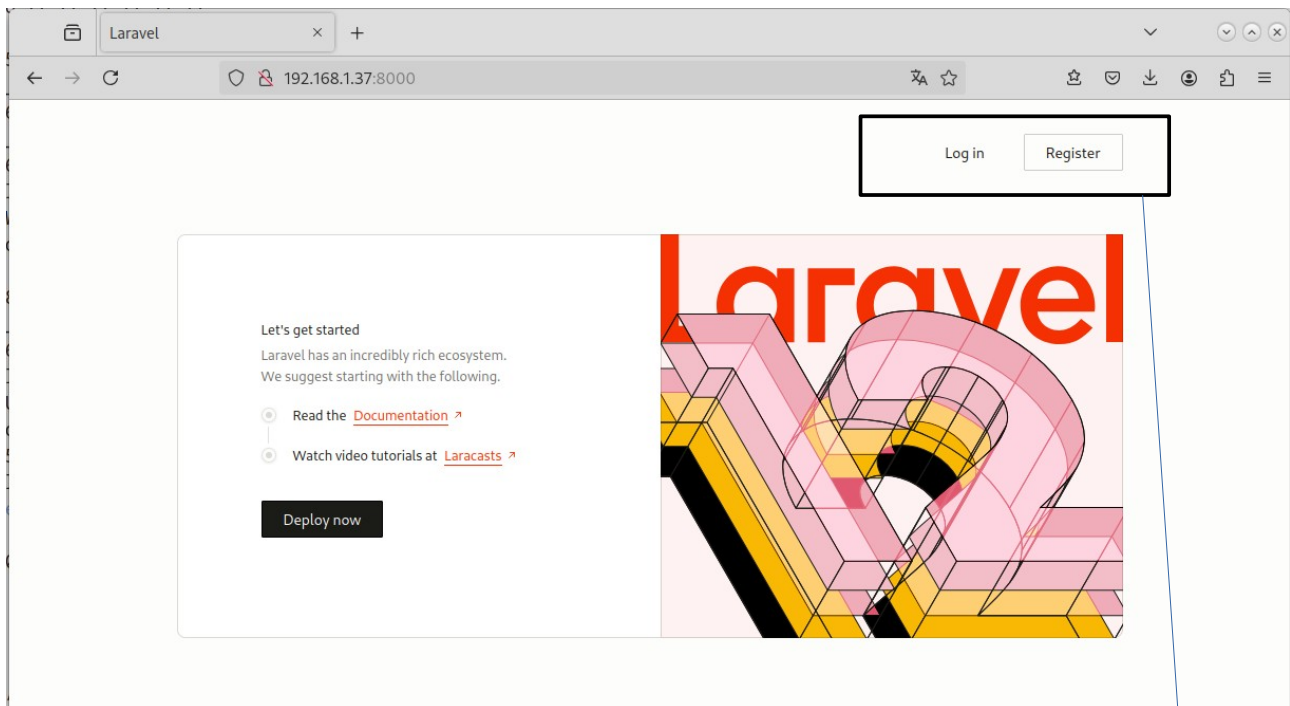 Laravel
192.168.1.37:8000
Log in
Register
Let's get started
Laravel has an incredibly rich ecosystem.
We suggest starting with the following.
Read the Documentation
Watch video tutorials at Laracasts
Deploy now
Laravel